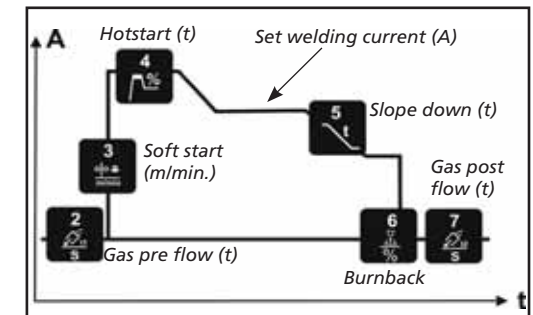 A
Hotstart (t)
4
%
Set welding current (A)
5
t
Slope down (t)
3
Soft start
(m/min.)
Gas post
flow (t)
2
s
Gas pre flow (t)
6
%
7
s
Burnback
t